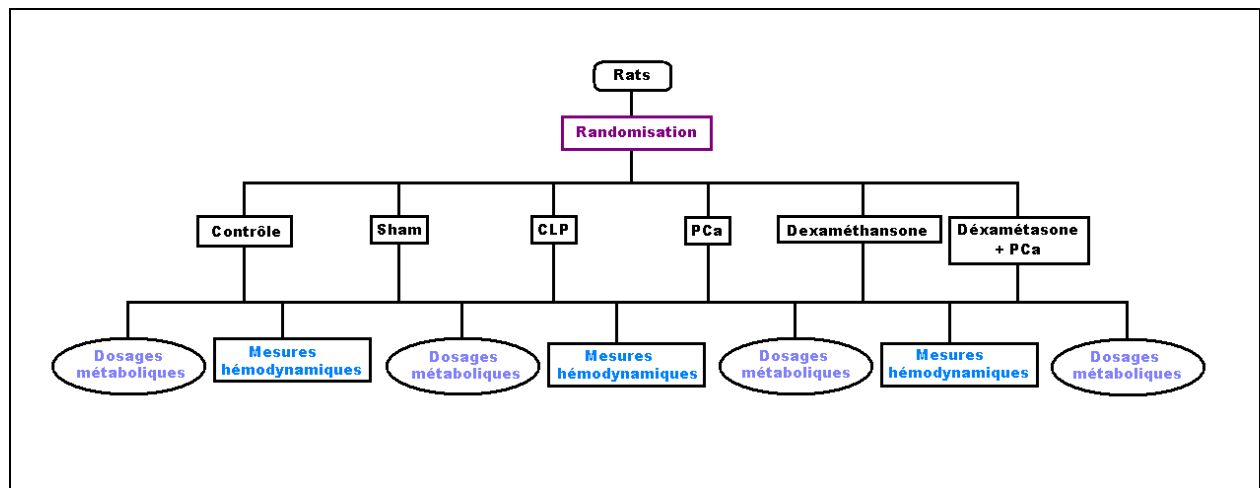 Rats
Randomisation
Contrôle
Sham
CLP
PCa
Dexaméthansone
Déxamétasone
+ PCa
Dosages
métaboliques
Mesures
hémodynamiques
Dosages
métaboliques
Mesures
hémodynamiques
Dosages
métaboliques
Mesures
hémodynamiques
Dosages
métaboliques